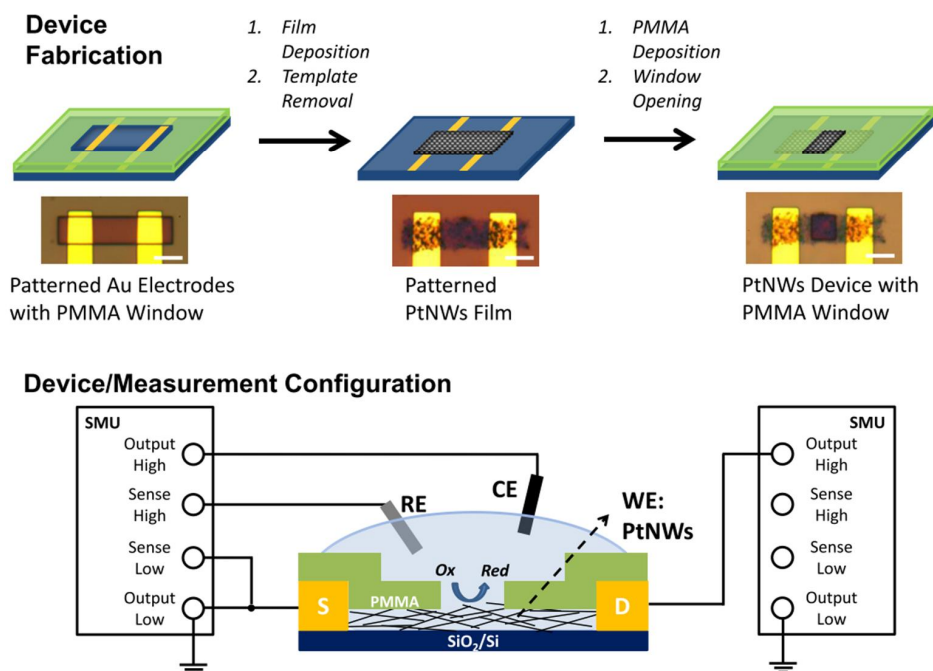 Device
Fabrication
1. Film
Deposition
2. Template
Removal
1. PMMA
Deposition
2. Window
Opening
Patterned Au Electrodes
with PMMA Window
Patterned
PtNWs Film
PtNWs Device with
PMMA Window
Device/Measurement Configuration
SMU
Output
High
Sense
High
Sense
Low
Output
Low
RE
CE
WE:
PtNWs
Ox Red
S
PMMA
D
SiO₂/Si
SMU
Output
High
Sense
High
Sense
Low
Output
Low